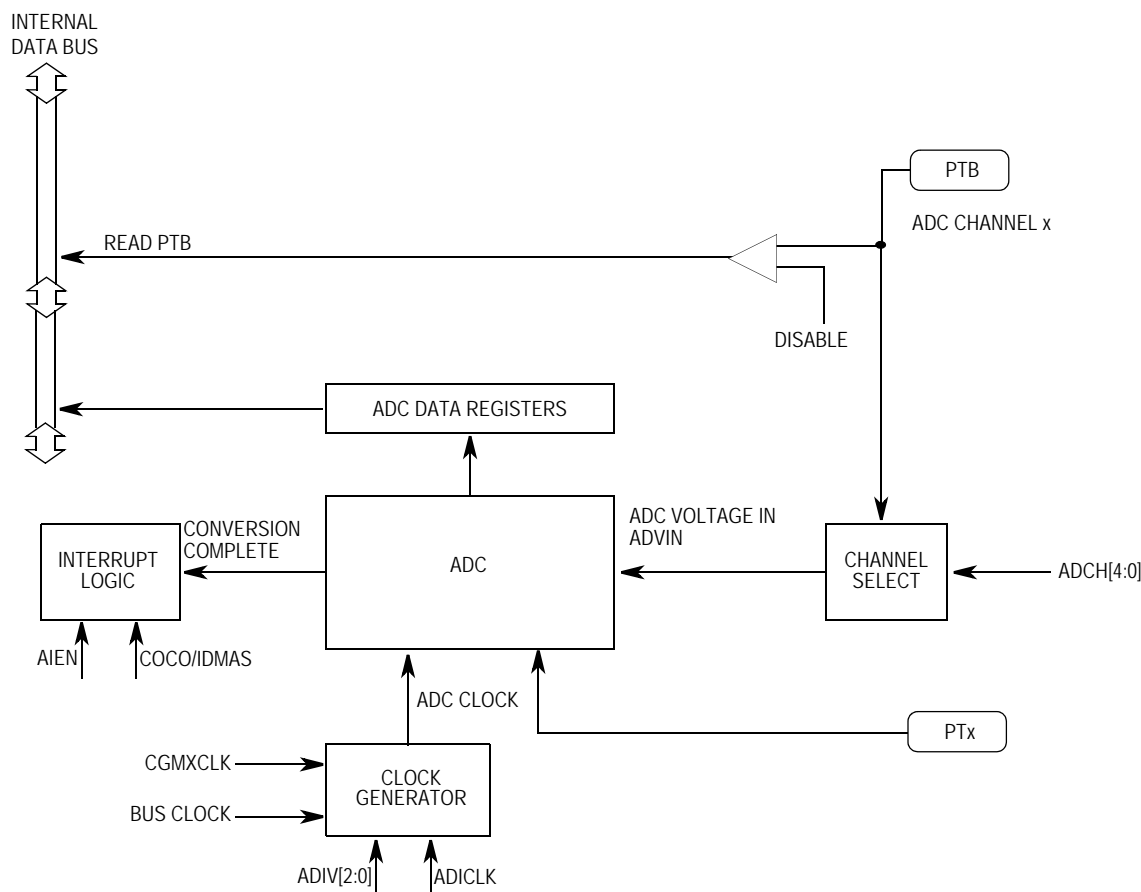 INTERNAL
DATA BUS
PTB
ADC CHANNEL x
READ PTB
DISABLE
ADC DATA REGISTERS
CONVERSION
COMPLETE
INTERRUPT
LOGIC
ADC
ADC VOLTAGE IN
ADVIN
CHANNEL
SELECT
ADCH[4:0]
AIEN
COCO/IDMAS
ADC CLOCK
PTx
CGMXCLK
BUS CLOCK
CLOCK
GENERATOR
ADIV[2:0]
ADICLK